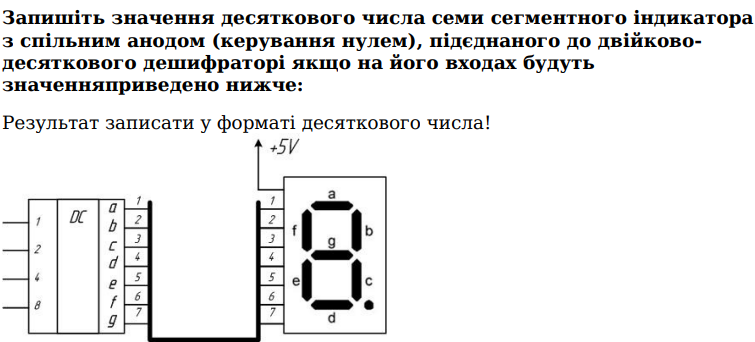 Запишіть значення десяткового числа семи сегментного індикатора
з спільним анодом (керування нулем), підєднаного до двійково-
десяткового дешифраторі якщо на його входах будуть
значенняприведено нижче:
Результат записати у форматі десяткового числа!
+5V
DC
1
2
4
8
a
b
c
d
e
f
g
1
2
3
4
5
6
7
1
2
3
4
5
6
7
a
f
b
g
e
c
d